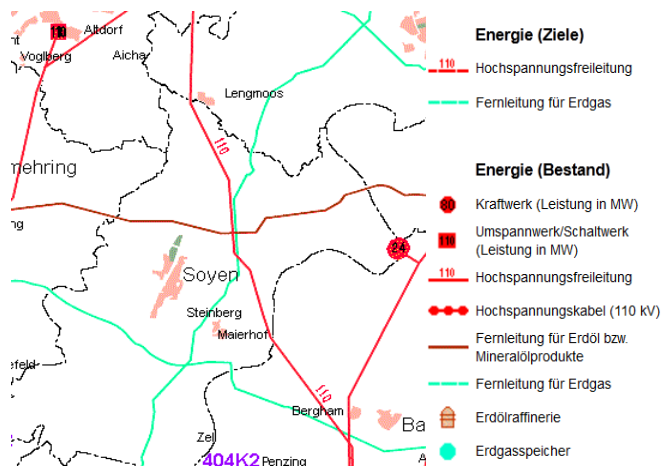 110
Altdorf
Voglberg
Aicha
Lengmoos
110
mehring
ng
24
Soyen
Steinberg
Maierhof
efeld
110
Bergham
Ba
Zell
404K2
Penzing
A
Energie (Ziele)
110
Hochspannungsfreileitung
Fernleitung für Erdgas
Energie (Bestand)
80
Kraftwerk (Leistung in MW)
110
Umspannwerk/Schaltwerk
(Leistung in MW)
110
Hochspannungsfreileitung
Hochspannungskabel (110 kV)
Fernleitung für Erdöl bzw.
Mineralölprodukte
Fernleitung für Erdgas
Erdölraffinerie
Erdgasspeicher